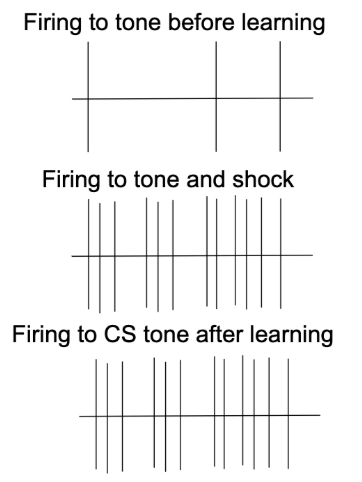 Firing to tone before learning
Firing to tone and shock
Firing to CS tone after learning